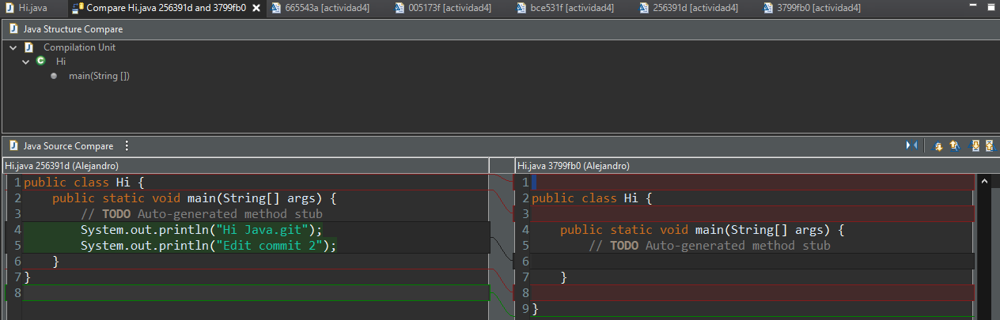 Hi.java Compare Hi.java 256391d and 3799fb0 665543a [actividad4] 005173f [actividad4] bce531f [actividad4] 256391d [actividad4] 3799fb0 [actividad4]
Java Structure Compare
Compilation Unit
Hi
main(String [])
Java Source Compare
Hi.java 256391d (Alejandro)
1 public class Hi {
2 public static void main(String[] args) {
3 // TODO Auto-generated method stub
4 System.out.println("Hi Java.git");
5 System.out.println("Edit commit 2");
6 }
7 }
8
Hi.java 3799fb0 (Alejandro)
1
2 public class Hi {
3
4 public static void main(String[] args) {
5 // TODO Auto-generated method stub
6
7 }
8
9 }